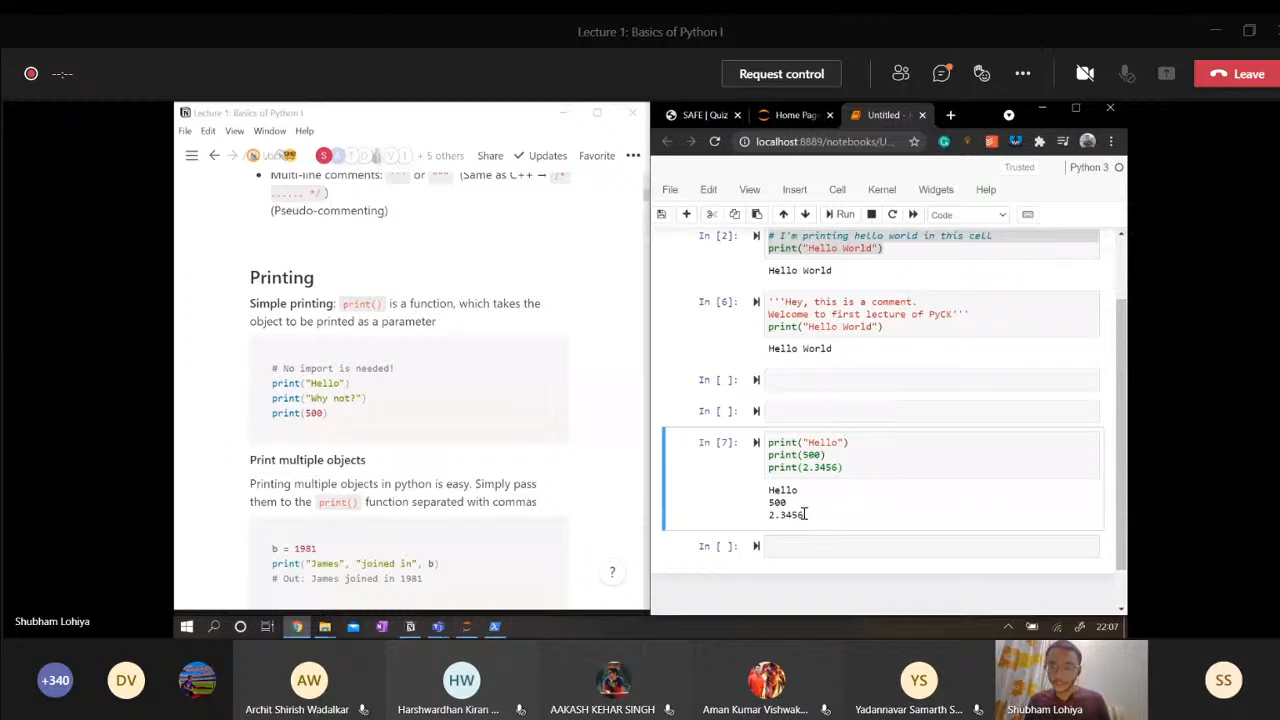 Lecture 1: Basics of Python I
--:--
Request control
Leave
Lecture 1: Basics of Python I
File Edit View Window Help
S A T D V T + 5 others Share Updates Favorite
Multi-line comments: ''' or """ (Same as C++ → /*
...... */ )
(Pseudo-commenting)
Printing
Simple printing: print() is a function, which takes the
object to be printed as a parameter
# No import is needed!
print("Hello")
print("Why not?")
print(500)
Print multiple objects
Printing multiple objects in python is easy. Simply pass
them to the print() function separated with commas
b = 1981
print("James", "joined in", b)
# Out: James joined in 1981
?
SAFE | Quiz
Home Pag
Untitled -
localhost:8889/notebooks/U...
Trusted
Python 3
File Edit View Insert Cell Kernel Widgets Help
Run
Code
In [2]:
# I'm printing hello world in this cell
print("Hello World")
Hello World
In [6]:
'''Hey, this is a comment.
Welcome to first lecture of PyCK'''
print("Hello World")
Hello World
In [ ]:
In [ ]:
In [7]:
print("Hello")
print(500)
print(2.3456)
Hello
500
2.3456
In [ ]:
Shubham Lohiya
22:07
+340
DV
AW
HW
YS
SS
Archit Shirish Wadalkar
Harshwardhan Kiran ...
AAKASH KEHAR SINGH
Aman Kumar Vishwak...
Yadannavar Samarth S...
Shubham Lohiya